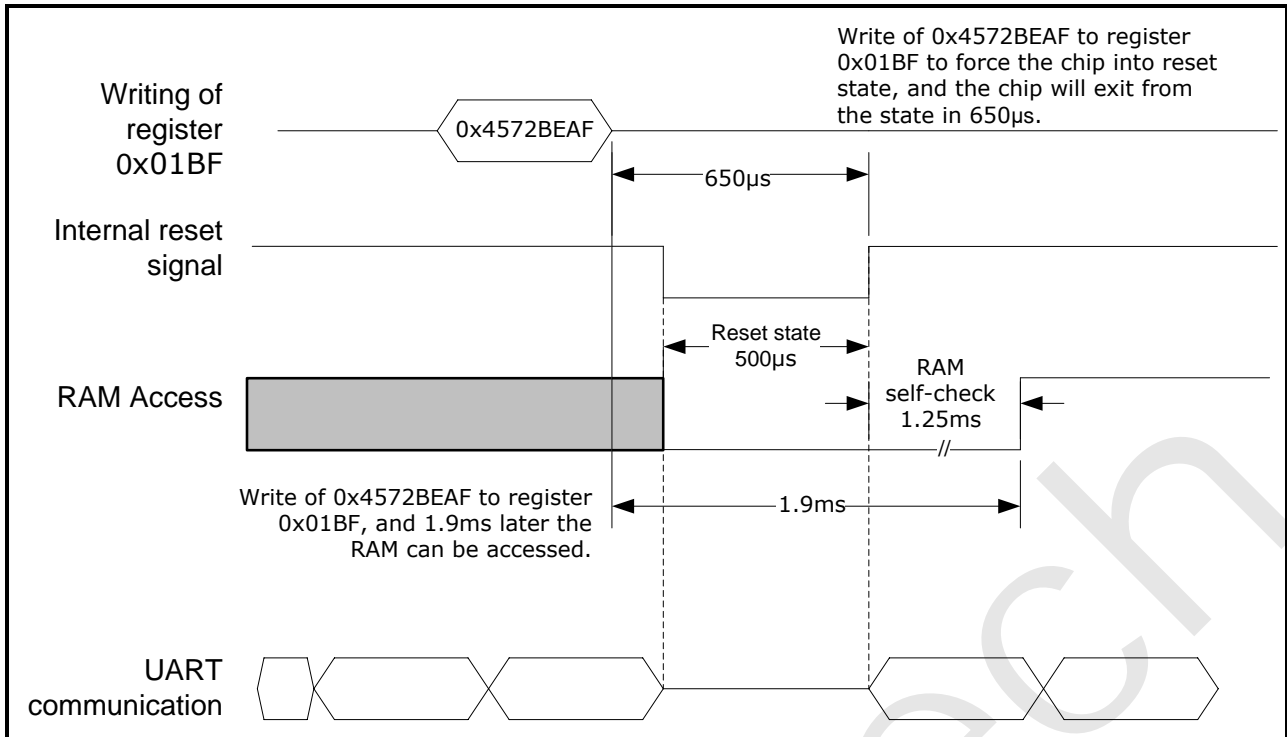 Write of 0x4572BEAF to register
0x01BF to force the chip into reset
state, and the chip will exit from
the state in 650µs.
Writing of
register
0x01BF
0x4572BEAF
650µs
Internal reset
signal
Reset state
500µs
RAM
self-check
1.25ms
RAM Access
//
Write of 0x4572BEAF to register
0x01BF, and 1.9ms later the
RAM can be accessed.
1.9ms
UART
communication
ech